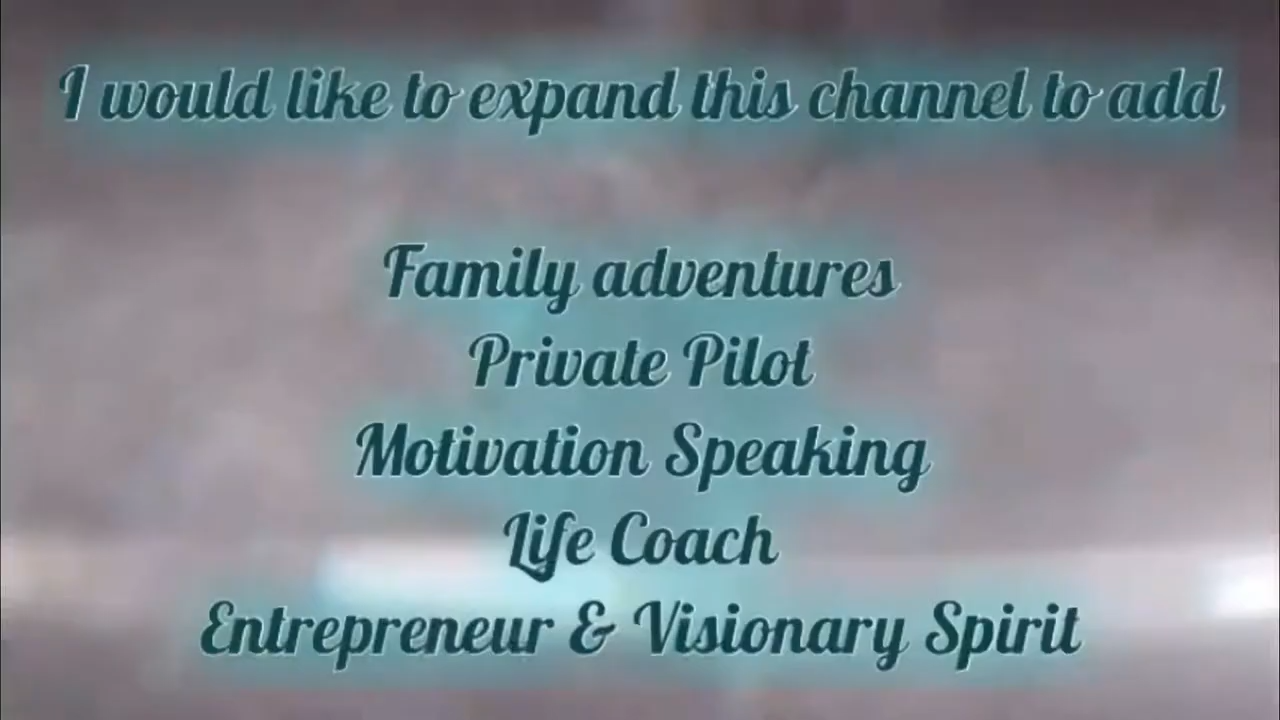 I would like to expand this channel to add
Family adventures
Private Pilot
Motivation Speaking
Life Coach
Entrepreneur & Visionary Spirit